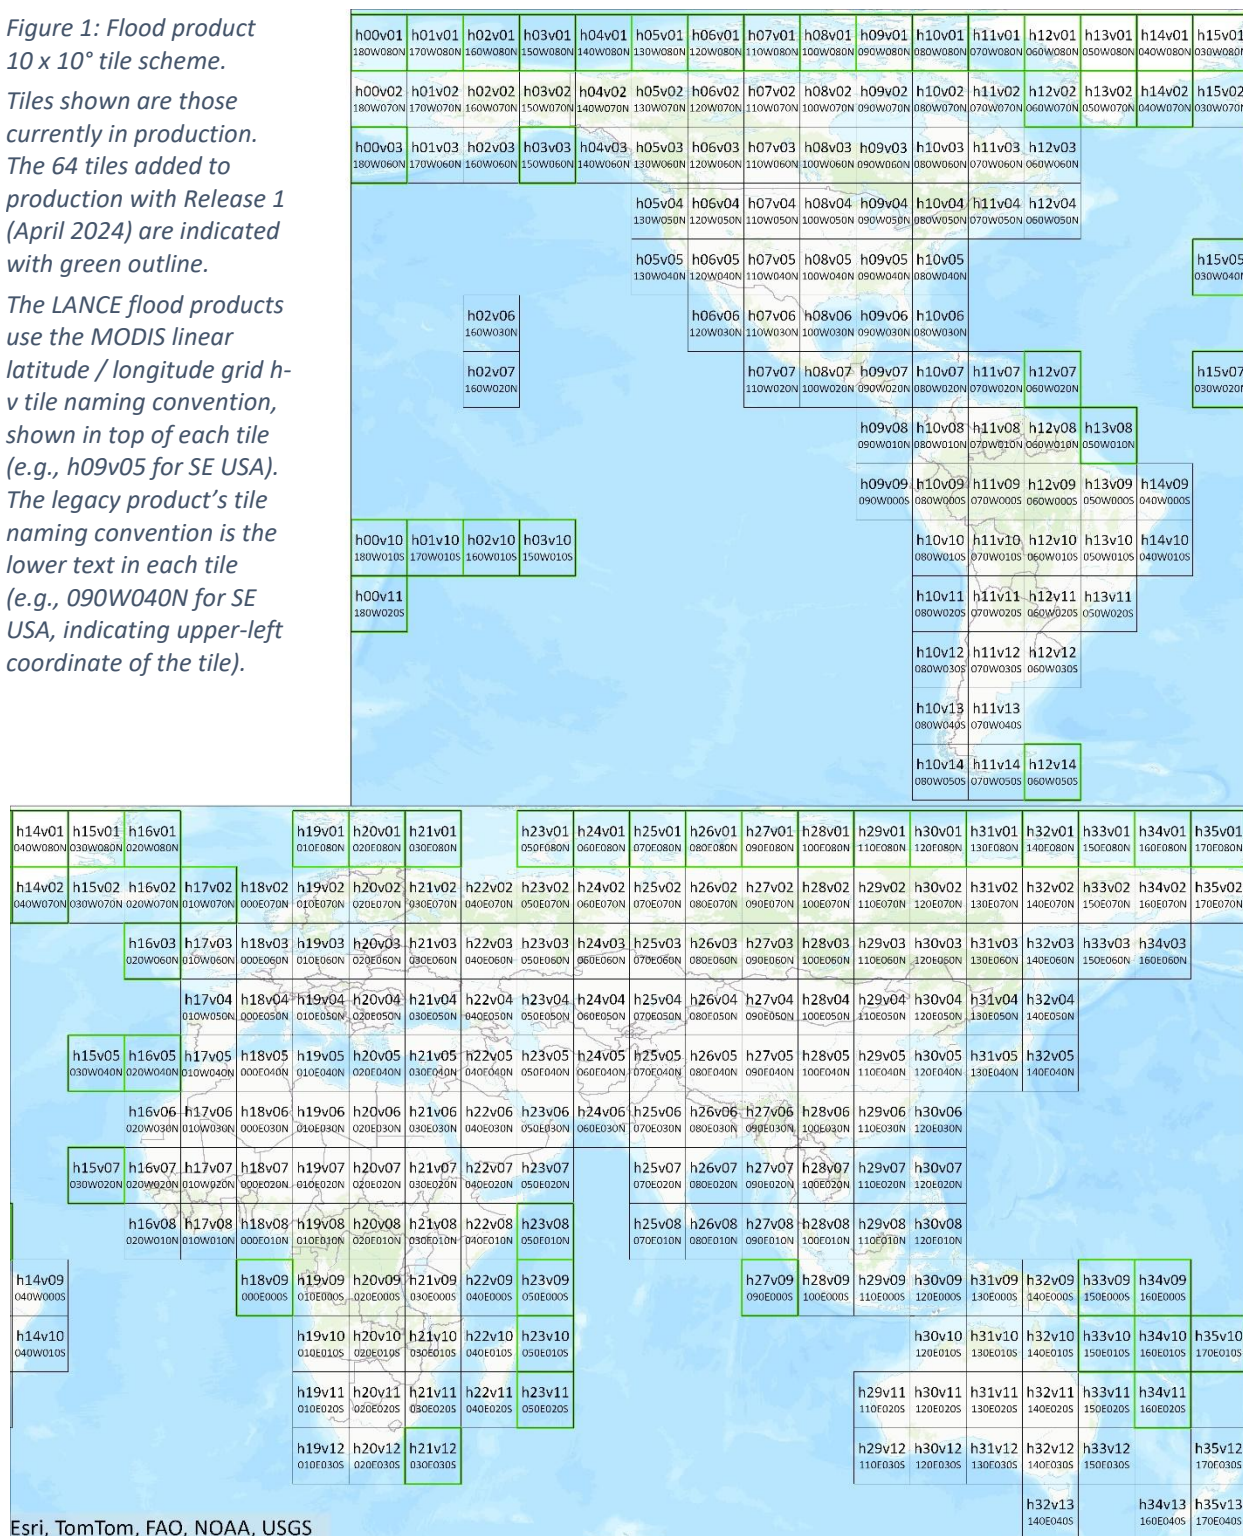 Figure 1: Flood product
10 x 10° tile scheme.
Tiles shown are those
currently in production.
The 64 tiles added to
production with Release 1
(April 2024) are indicated
with green outline.
The LANCE flood products
use the MODIS linear
latitude / longitude grid h-
v tile naming convention,
shown in top of each tile
(e.g., h09v05 for SE USA).
The legacy product's tile
naming convention is the
lower text in each tile
(e.g., 090W040N for SE
USA, indicating upper-left
coordinate of the tile).
h00v01 h01v01 h02v01 h03v01 h04v01 h05v01 h06v01 h07v01 h08v01 h09v01 h10v01 h11v01 h12v01 h13v01 h14v01 h15v01
180W080N 170W080N 160W080N 150W080N 140W080N 130W080N 120W080N 110W080N 100W080N 090W080N 080W080N 070W080N 060W080N 050W080N 040W080N 030W080N
h00v02 h01v02 h02v02 h03v02 h04v02 h05v02 h06v02 h07v02 h08v02 h09v02 h10v02 h11v02 h12v02 h13v02 h14v02 h15v02
180W070N 170W070N 160W070N 150W070N 140W070N 130W070N 120W070N 110W070N 100W070N 090W070N 080W070N 070W070N 060W070N 050W070N 040W070N 030W070N
h00v03 h01v03 h02v03 h03v03 h04v03 h05v03 h06v03 h07v03 h08v03 h09v03 h10v03 h11v03 h12v03
180W060N 170W060N 160W060N 150W060N 140W060N 130W060N 120W060N 110W060N 100W060N 090W060N 080W060N 070W060N 060W060N
h05v04 h06v04 h07v04 h08v04 h09v04 h10v04 h11v04 h12v04
130W050N 120W050N 110W050N 100W050N 090W050N 080W050N 070W050N 060W050N
h05v05 h06v05 h07v05 h08v05 h09v05 h10v05 h15v05
130W040N 120W040N 110W040N 100W040N 090W040N 080W040N 030W040N
h02v06 h06v06 h07v06 h08v06 h09v06 h10v06
160W030N 120W030N 110W030N 100W030N 090W030N 080W030N
h02v07 h07v07 h08v07 h09v07 h10v07 h11v07 h12v07 h15v07
160W020N 110W020N 100W020N 090W020N 080W020N 070W020N 060W020N 030W020N
h09v08 h10v08 h11v08 h12v08 h13v08
090W010N 080W010N 070W010N 060W010N 050W010N
h09v09 h10v09 h11v09 h12v09 h13v09 h14v09
090W000S 080W000S 070W000S 060W000S 050W000S 040W000S
h00v10 h01v10 h02v10 h03v10 h10v10 h11v10 h12v10 h13v10 h14v10
180W010S 170W010S 160W010S 150W010S 080W010S 070W010S 060W010S 050W010S 040W010S
h00v11 h10v11 h11v11 h12v11 h13v11
180W020S 080W020S 070W020S 060W020S 050W020S
h10v12 h11v12 h12v12
080W030S 070W030S 060W030S
h10v13 h11v13
080W040S 070W040S
h10v14 h11v14 h12v14
080W050S 070W050S 060W050S
h14v01 h15v01 h16v01 h19v01 h20v01 h21v01 h23v01 h24v01 h25v01 h26v01 h27v01 h28v01 h29v01 h30v01 h31v01 h32v01 h33v01 h34v01 h35v01
040W080N 030W080N 020W080N 010E080N 020E080N 030E080N 050E080N 060E080N 070E080N 080E080N 090E080N 100E080N 110E080N 120E080N 130E080N 140E080N 150E080N 160E080N 170E080N
h14v02 h15v02 h16v02 h17v02 h18v02 h19v02 h20v02 h21v02 h22v02 h23v02 h24v02 h25v02 h26v02 h27v02 h28v02 h29v02 h30v02 h31v02 h32v02 h33v02 h34v02 h35v02
040W070N 030W070N 020W070N 010W070N 000E070N 010E070N 020E070N 030E070N 040E070N 050E070N 060E070N 070E070N 080E070N 090E070N 100E070N 110E070N 120E070N 130E070N 140E070N 150E070N 160E070N 170E070N
h16v03 h17v03 h18v03 h19v03 h20v03 h21v03 h22v03 h23v03 h24v03 h25v03 h26v03 h27v03 h28v03 h29v03 h30v03 h31v03 h32v03 h33v03 h34v03
020W060N 010W060N 000E060N 010E060N 020E060N 030E060N 040E060N 050E060N 060E060N 070E060N 080E060N 090E060N 100E060N 110E060N 120E060N 130E060N 140E060N 150E060N 160E060N
h17v04 h18v04 h19v04 h20v04 h21v04 h22v04 h23v04 h24v04 h25v04 h26v04 h27v04 h28v04 h29v04 h30v04 h31v04 h32v04
010W050N 000E050N 010E050N 020E050N 030E050N 040E050N 050E050N 060E050N 070E050N 080E050N 090E050N 100E050N 110E050N 120E050N 130E050N 140E050N
h15v05 h16v05 h17v05 h18v05 h19v05 h20v05 h21v05 h22v05 h23v05 h24v05 h25v05 h26v05 h27v05 h28v05 h29v05 h30v05 h31v05 h32v05
030W040N 020W040N 010W040N 000E040N 010E040N 020E040N 030E040N 040E040N 050E040N 060E040N 070E040N 080E040N 090E040N 100E040N 110E040N 120E040N 130E040N 140E040N
h16v06 h17v06 h18v06 h19v06 h20v06 h21v06 h22v06 h23v06 h24v06 h25v06 h26v06 h27v06 h28v06 h29v06 h30v06
020W030N 010W030N 000E030N 010E030N 020E030N 030E030N 040E030N 050E030N 060E030N 070E030N 080E030N 090E030N 100E030N 110E030N 120E030N
h15v07 h16v07 h17v07 h18v07 h19v07 h20v07 h21v07 h22v07 h23v07 h25v07 h26v07 h27v07 h28v07 h29v07 h30v07
030W020N 020W020N 010W020N 000E020N 010E020N 020E020N 030E020N 040E020N 050E020N 070E020N 080E020N 090E020N 100E020N 110E020N 120E020N
h16v08 h17v08 h18v08 h19v08 h20v08 h21v08 h22v08 h23v08 h25v08 h26v08 h27v08 h28v08 h29v08 h30v08
020W010N 010W010N 000E010N 010E010N 020E010N 030E010N 040E010N 050E010N 070E010N 080E010N 090E010N 100E010N 110E010N 120E010N
h14v09 h18v09 h19v09 h20v09 h21v09 h22v09 h23v09 h27v09 h28v09 h29v09 h30v09 h31v09 h32v09 h33v09 h34v09
040W000S 000E000S 010E000S 020E000S 030E000S 040E000S 050E000S 090E000S 100E000S 110E000S 120E000S 130E000S 140E000S 150E000S 160E000S
h14v10 h19v10 h20v10 h21v10 h22v10 h23v10 h30v10 h31v10 h32v10 h33v10 h34v10 h35v10
040W010S 010E010S 020E010S 030E010S 040E010S 050E010S 120E010S 130E010S 140E010S 150E010S 160E010S 170E010S
h19v11 h20v11 h21v11 h22v11 h23v11 h29v11 h30v11 h31v11 h32v11 h33v11 h34v11
010E020S 020E020S 030E020S 040E020S 050E020S 110E020S 120E020S 130E020S 140E020S 150E020S 160E020S
h19v12 h20v12 h21v12 h29v12 h30v12 h31v12 h32v12 h33v12 h35v12
010E030S 020E030S 030E030S 110E030S 120E030S 130E030S 140E030S 150E030S 170E030S
h32v13 h34v13 h35v13
140E040S 160E040S 170E040S
Esri, TomTom, FAO, NOAA, USGS